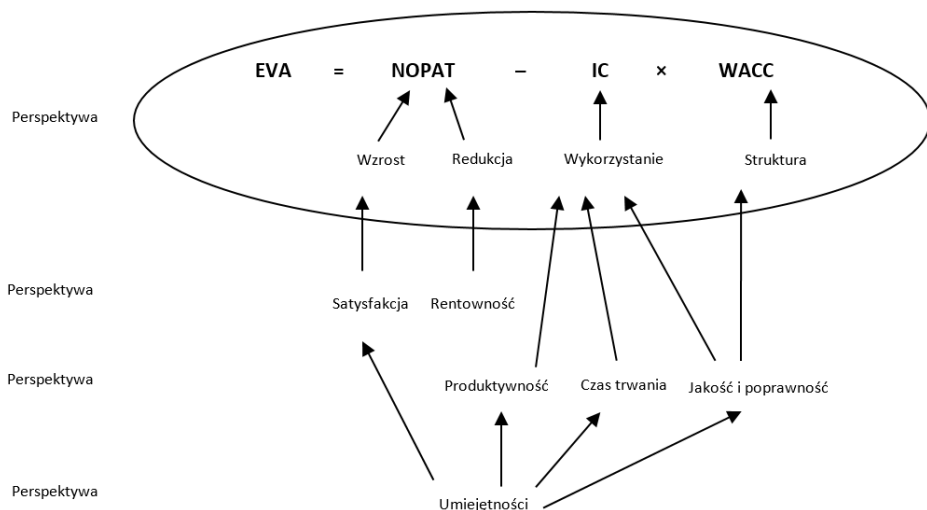 EVA = NOPAT – IC × WACC
Perspektywa
Wzrost Redukcja Wykorzystanie Struktura
Perspektywa
Satysfakcja Rentowność
Perspektywa
Produktywność Czas trwania Jakość i poprawność
Perspektywa
Umiejętności